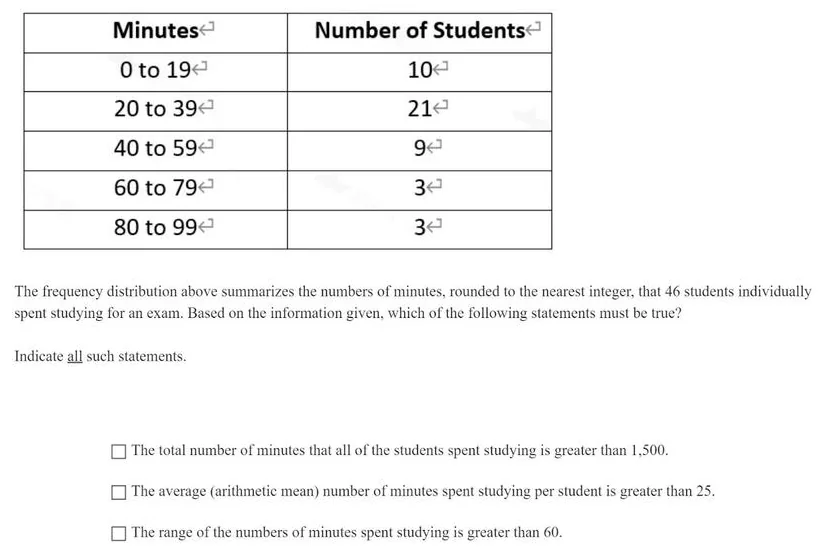 Minutes↵ Number of Students↵
0 to 19↵ 10↵
20 to 39↵ 21↵
40 to 59↵ 9↵
60 to 79↵ 3↵
80 to 99↵ 3↵
The frequency distribution above summarizes the numbers of minutes, rounded to the nearest integer, that 46 students individually
spent studying for an exam. Based on the information given, which of the following statements must be true?
Indicate all such statements.
The total number of minutes that all of the students spent studying is greater than 1,500.
The average (arithmetic mean) number of minutes spent studying per student is greater than 25.
The range of the numbers of minutes spent studying is greater than 60.